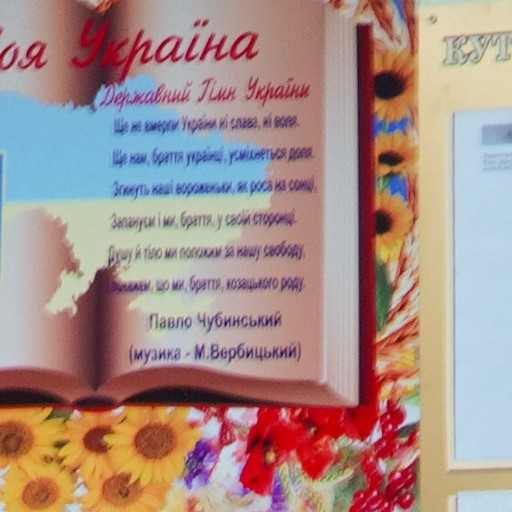 оя Україна
Державний Гімн України
Ще не вмерли України ні слава, ні воля.
Ще нам, браття українці, усміхнеться доля.
Згинуть наші вороженьки, як роса на сонці,
Запануєм і ми, браття, у своїй сторонці.
Душу й тіло ми положим за нашу свободу,
І покажем, що ми, браття, козацького роду.
Павло Чубинський
(музика - М.Вербицький)
КУТ